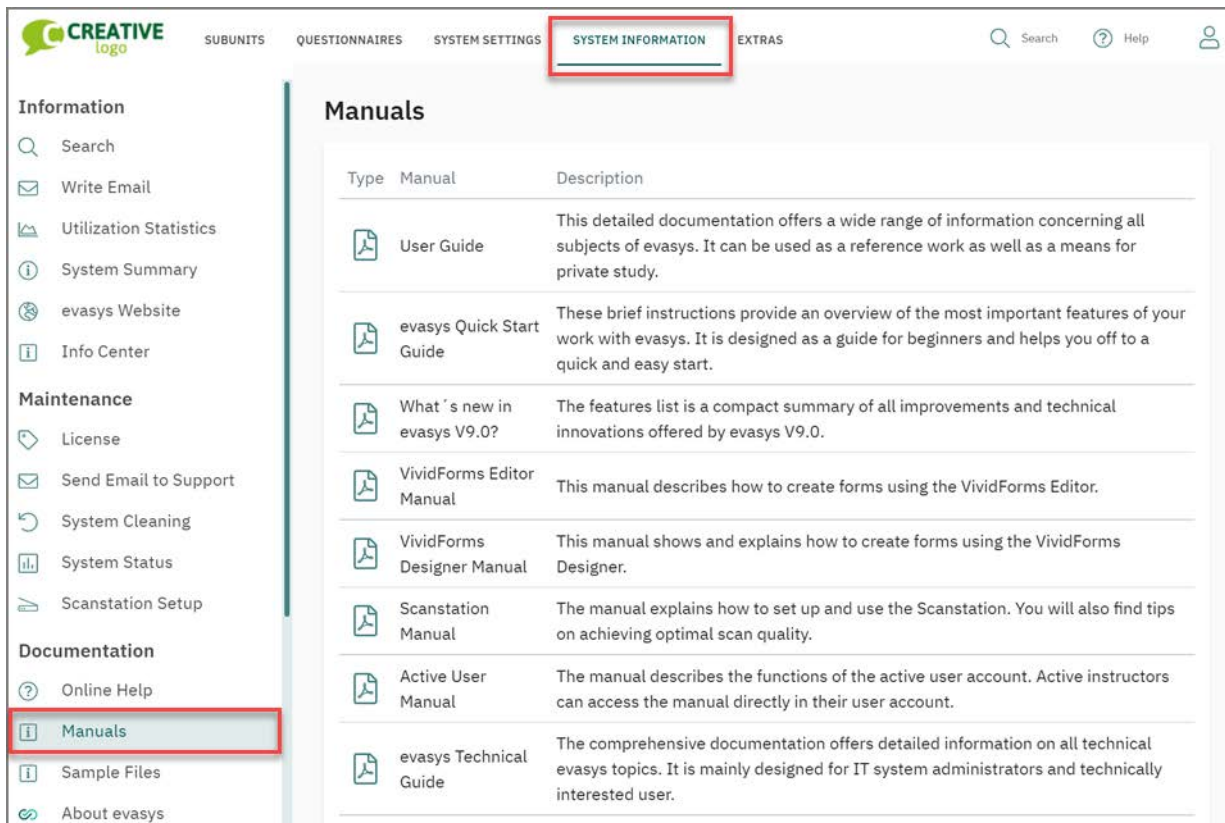 CREATIVE
logo
SUBUNITS QUESTIONNAIRES SYSTEM SETTINGS SYSTEM INFORMATION EXTRAS Search Help
Information
Search
Write Email
Utilization Statistics
System Summary
evasys Website
Info Center
Maintenance
License
Send Email to Support
System Cleaning
System Status
Scanstation Setup
Documentation
Online Help
Manuals
Sample Files
About evasys
Manuals
Type Manual Description
User Guide
This detailed documentation offers a wide range of information concerning all
subjects of evasys. It can be used as a reference work as well as a means for
private study.
evasys Quick Start
Guide
These brief instructions provide an overview of the most important features of your
work with evasys. It is designed as a guide for beginners and helps you off to a
quick and easy start.
What´s new in
evasys V9.0?
The features list is a compact summary of all improvements and technical
innovations offered by evasys V9.0.
VividForms Editor
Manual
This manual describes how to create forms using the VividForms Editor.
VividForms
Designer Manual
This manual shows and explains how to create forms using the VividForms
Designer.
Scanstation
Manual
The manual explains how to set up and use the Scanstation. You will also find tips
on achieving optimal scan quality.
Active User
Manual
The manual describes the functions of the active user account. Active instructors
can access the manual directly in their user account.
evasys Technical
Guide
The comprehensive documentation offers detailed information on all technical
evasys topics. It is mainly designed for IT system administrators and technically
interested user.